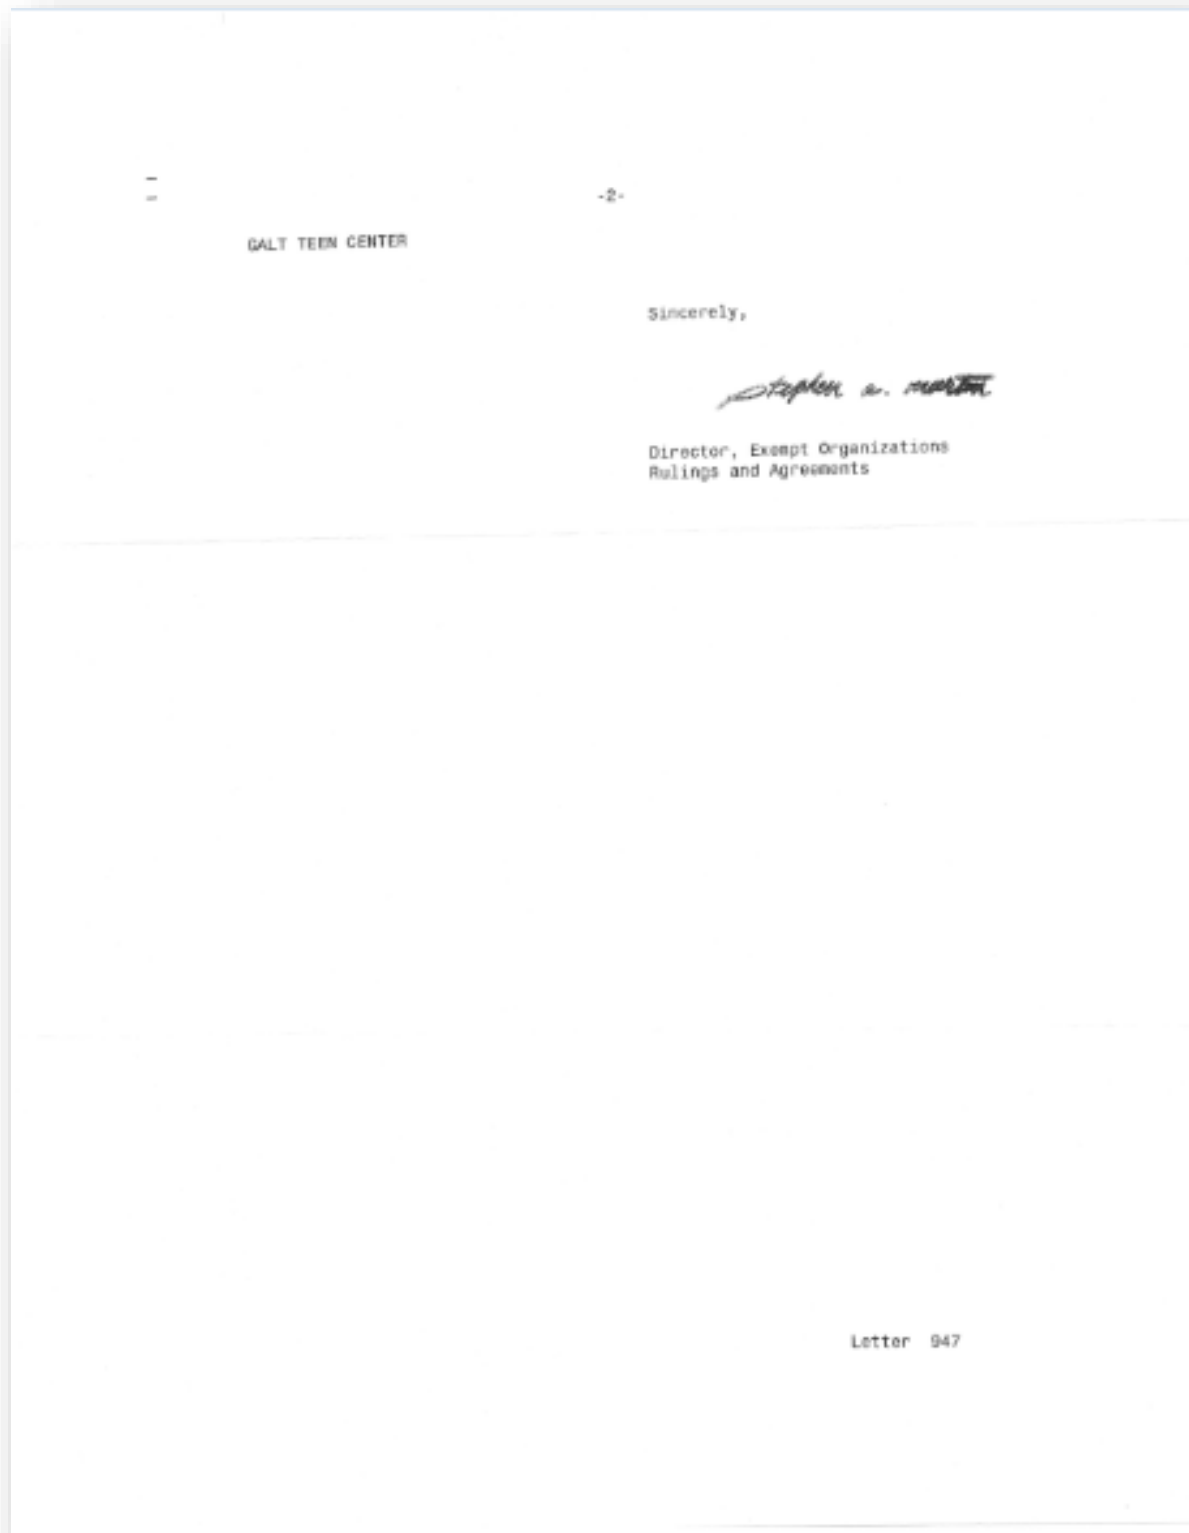 -2-
GALT TEEN CENTER
Sincerely,
Stephen a. martin
Director, Exempt Organizations
Rulings and Agreements
Letter 947